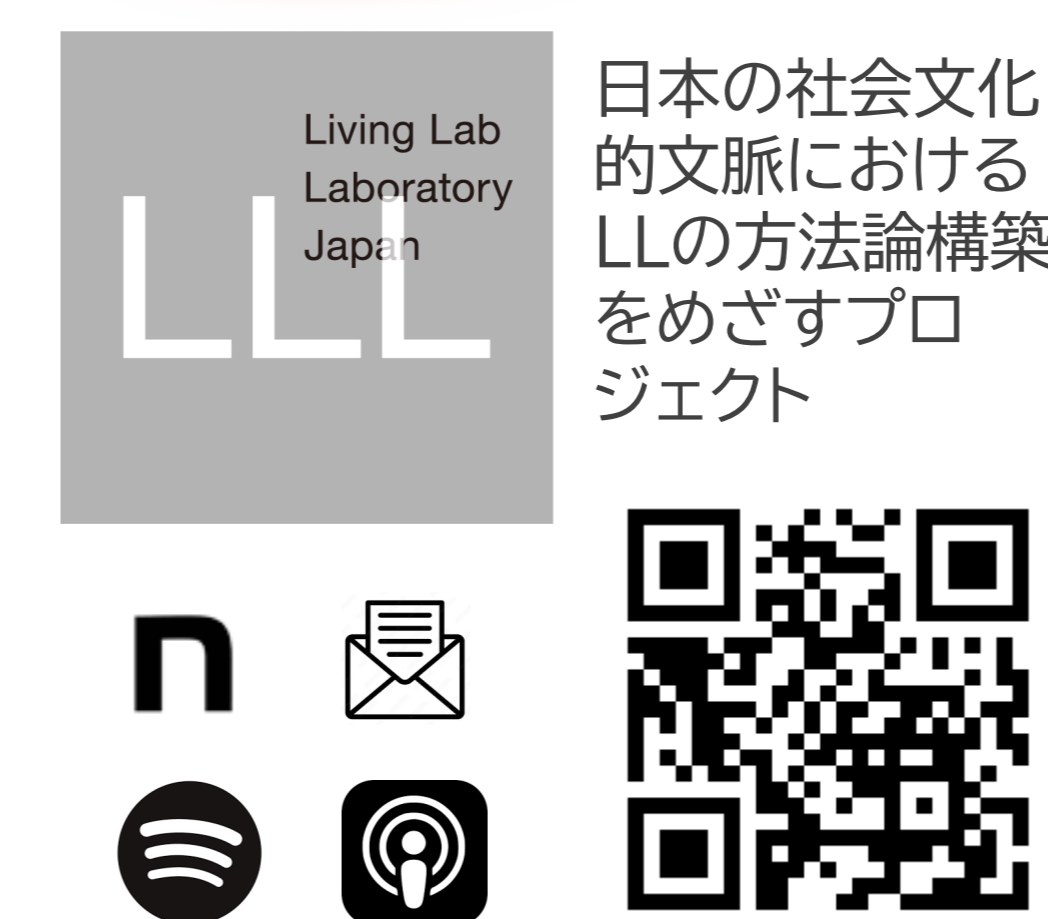 Living Lab
Laboratory
Japan
LLL
日本の社会文化
的文脈における
LLの方法論構築
をめざすプロ
ジェクト
n